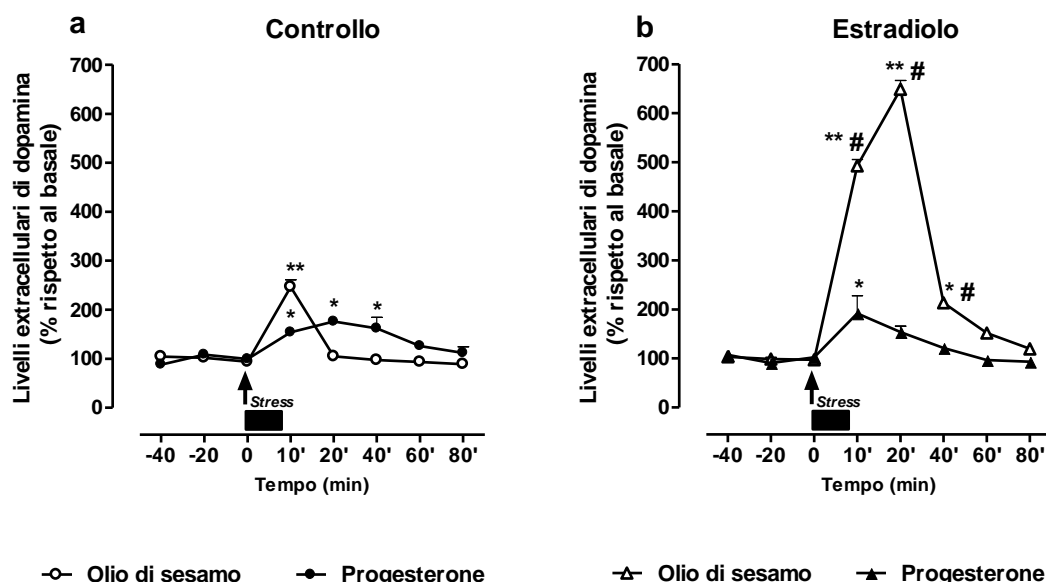 a
Controllo
Livelli extracellulari di dopamina
(% rispetto al basale)
700
600
500
400
300
200
100
0
**
*
*
*
Stress
-40 -20 0 10' 20' 40' 60' 80'
Tempo (min)
Olio di sesamo Progesterone
b
Estradiolo
Livelli extracellulari di dopamina
(% rispetto al basale)
700
600
500
400
300
200
100
0
** #
** #
* #
*
Stress
-40 -20 0 10' 20' 40' 60' 80'
Tempo (min)
Olio di sesamo Progesterone